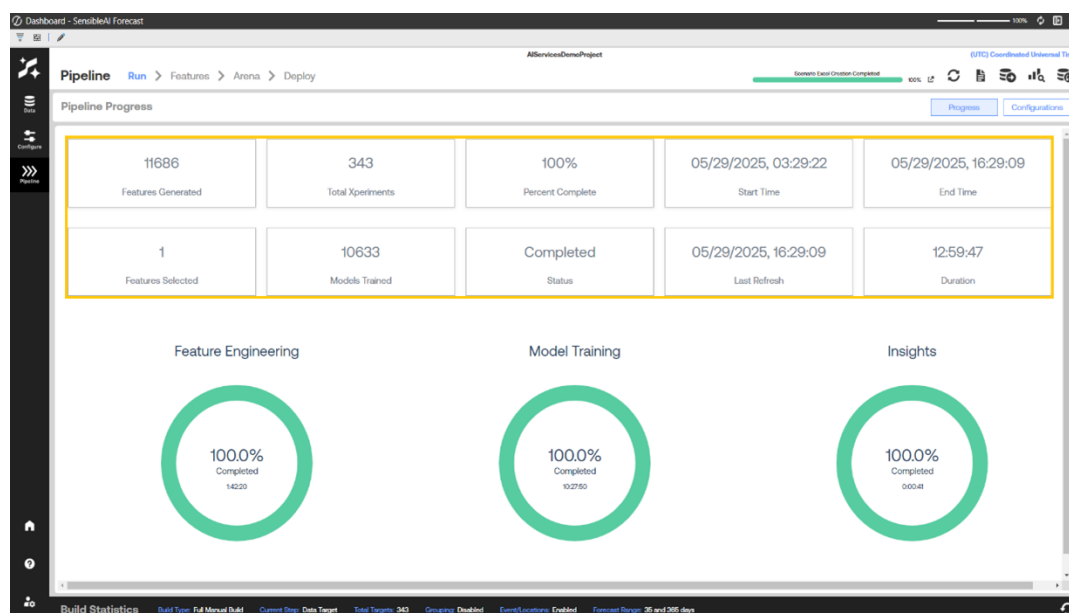 Dashboard - SensibleAI Forecast
100%
AIServicesDemoProject
(UTC) Coordinated Universal Ti
Pipeline Run > Features > Arena > Deploy
Scenario Excel Creation Completed
100%
Data
Pipeline Progress
Progress
Configurations
Configure
Pipeline
11686
343
100%
05/29/2025, 03:29:22
05/29/2025, 16:29:09
Features Generated
Total Xperiments
Percent Complete
Start Time
End Time
1
10633
Completed
05/29/2025, 16:29:09
12:59:47
Features Selected
Models Trained
Status
Last Refresh
Duration
Feature Engineering
Model Training
Insights
100.0%
100.0%
100.0%
Completed
Completed
Completed
1:42:20
10:27:50
0:00:41
Build Statistics Build Type: Full Manual Build Current Step: Data Target Total Targets: 343 Grouping: Disabled Event/Locations: Enabled Forecast Range: 35 and 365 days